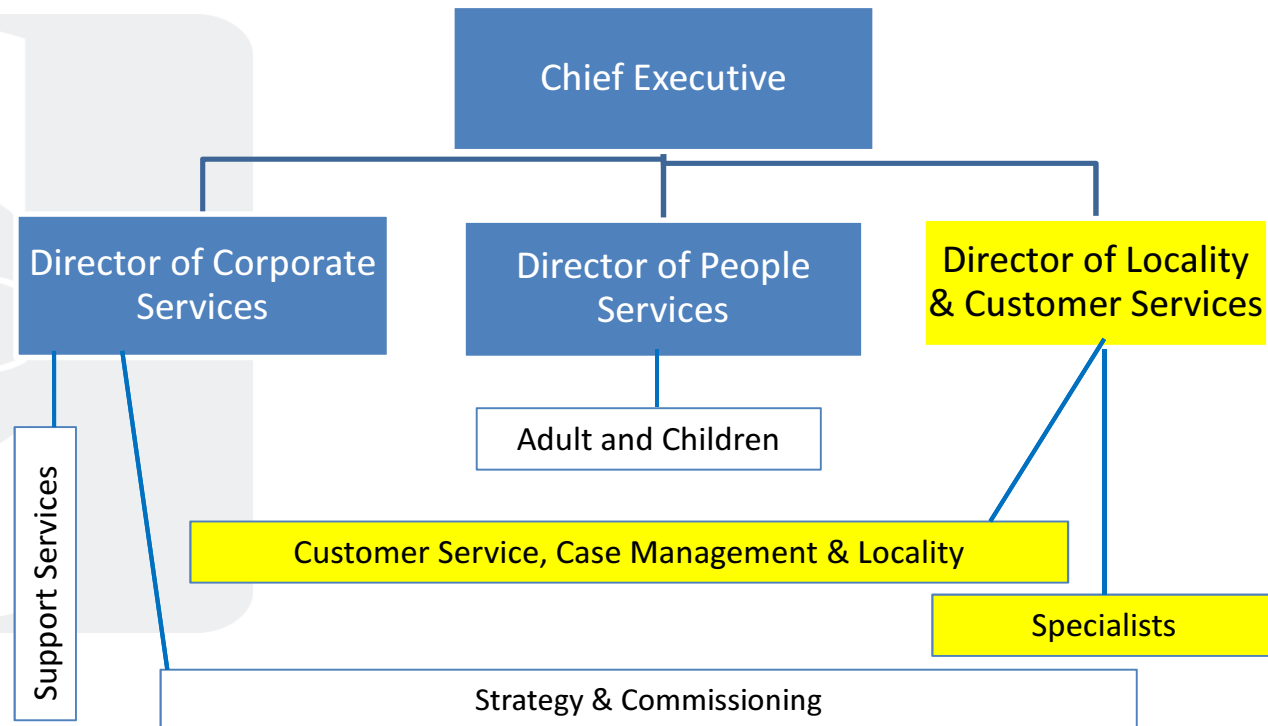 Chief Executive
Director of Corporate
Services
Director of People
Services
Director of Locality
& Customer Services
Adult and Children
Support Services
Customer Service, Case Management & Locality
Specialists
Strategy & Commissioning